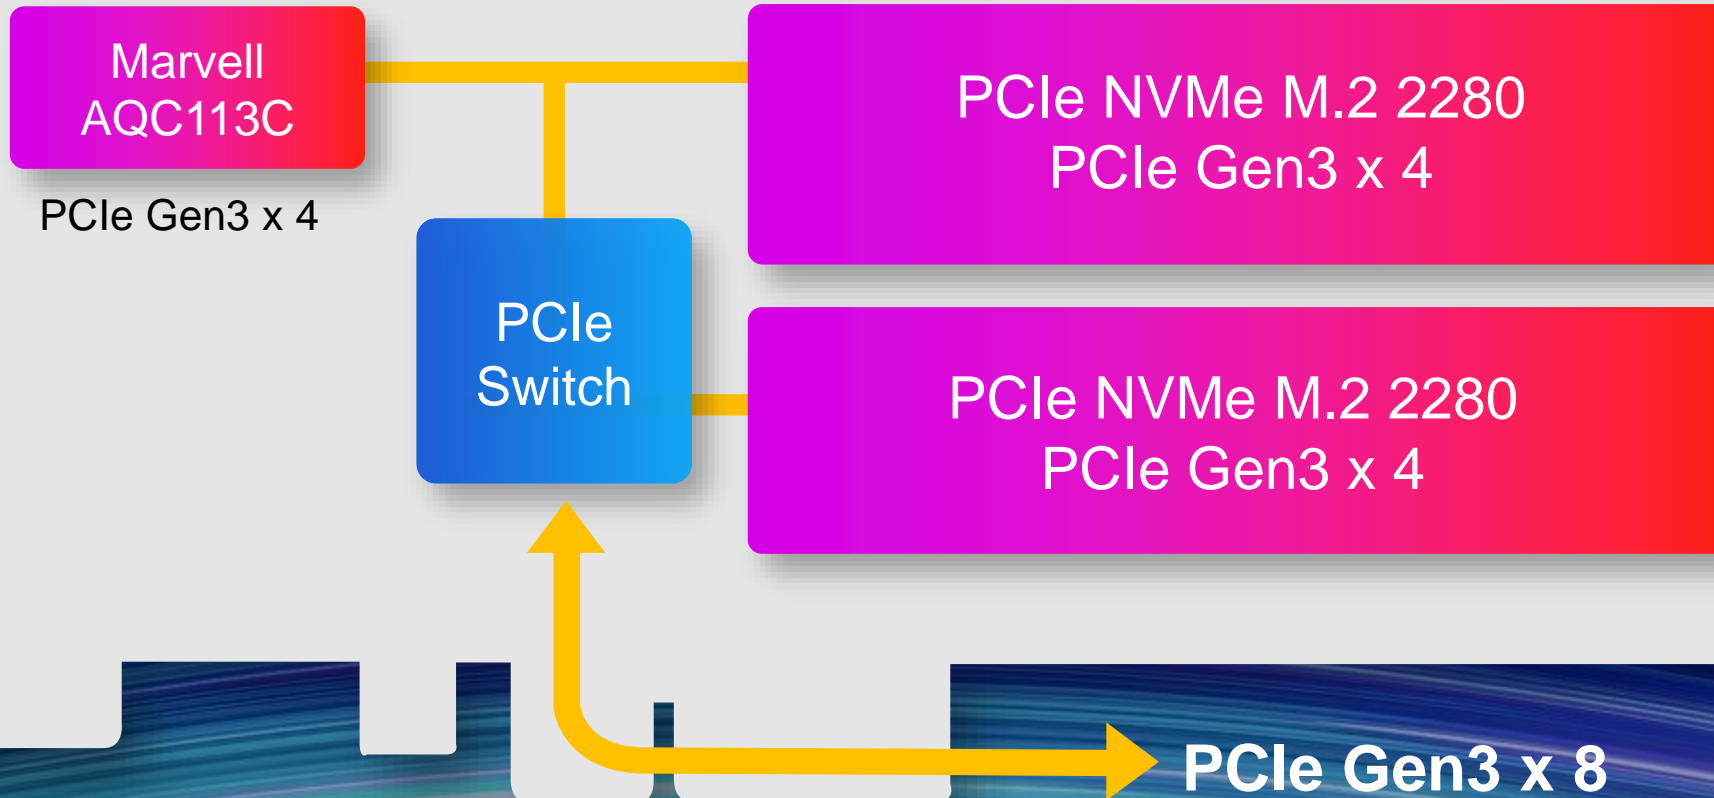 Marvell
AQC113C
PCIe Gen3 x 4
PCIe NVMe M.2 2280
PCIe Gen3 x 4
PCIe
Switch
PCIe NVMe M.2 2280
PCIe Gen3 x 4
PCIe Gen3 x 8